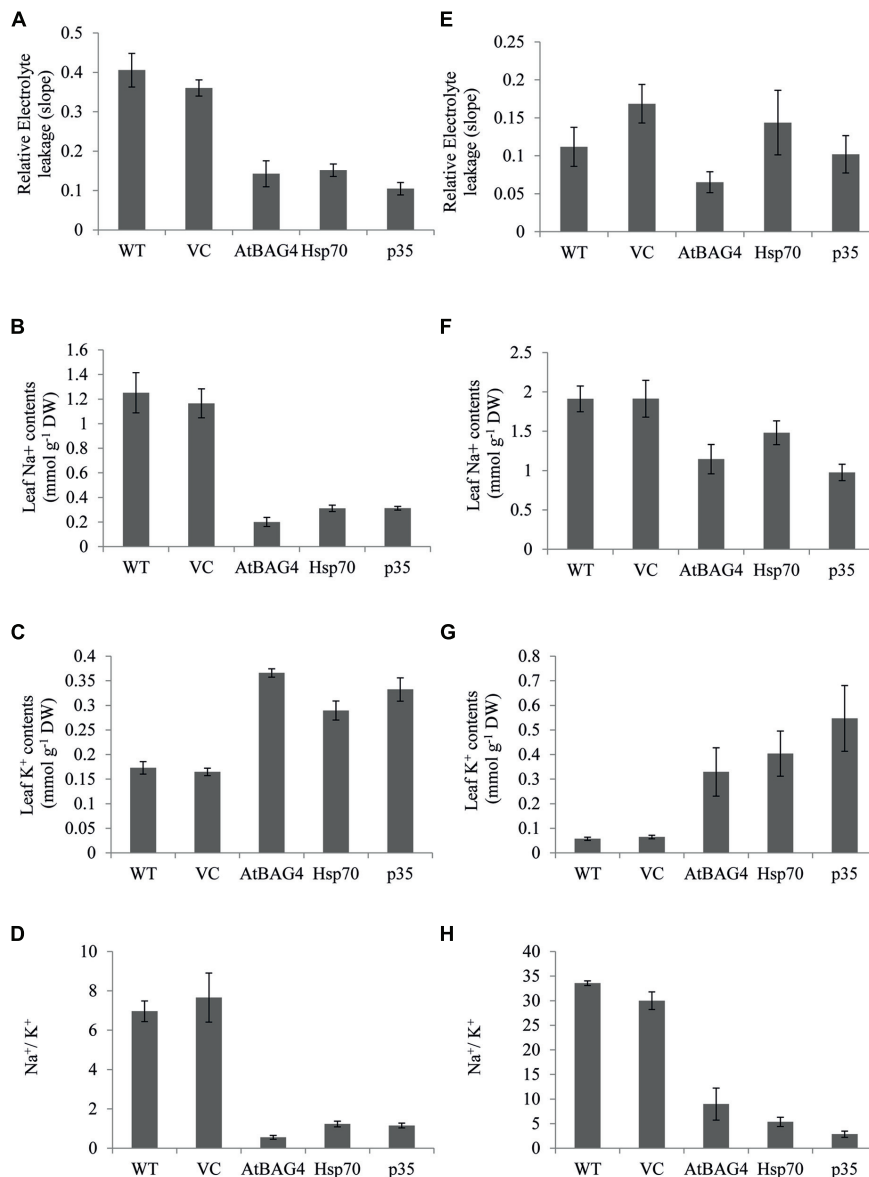 A
Relative Electrolyte
leakage (slope)
0.5
0.4
0.3
0.2
0.1
0
WT VC AtBAG4 Hsp70 p35
E
Relative Electrolyte
leakage (slope)
0.25
0.2
0.15
0.1
0.05
0
WT VC AtBAG4 Hsp70 p35
B
Leaf Na+ contents
(mmol g-1 DW)
1.6
1.4
1.2
1
0.8
0.6
0.4
0.2
0
WT VC AtBAG4 Hsp70 p35
F
Leaf Na+ contents
(mmol g-1 DW)
2.5
2
1.5
1
0.5
0
WT VC AtBAG4 Hsp70 p35
C
Leaf K+ contents
(mmol g-1 DW)
0.4
0.35
0.3
0.25
0.2
0.15
0.1
0.05
0
WT VC AtBAG4 Hsp70 p35
G
Leaf K+ contents
(mmol g-1 DW)
0.8
0.7
0.6
0.5
0.4
0.3
0.2
0.1
0
WT VC AtBAG4 Hsp70 p35
D
Na+/ K+
10
8
6
4
2
0
WT VC AtBAG4 Hsp70 p35
H
Na+/ K+
40
35
30
25
20
15
10
5
0
WT VC AtBAG4 Hsp70 p35